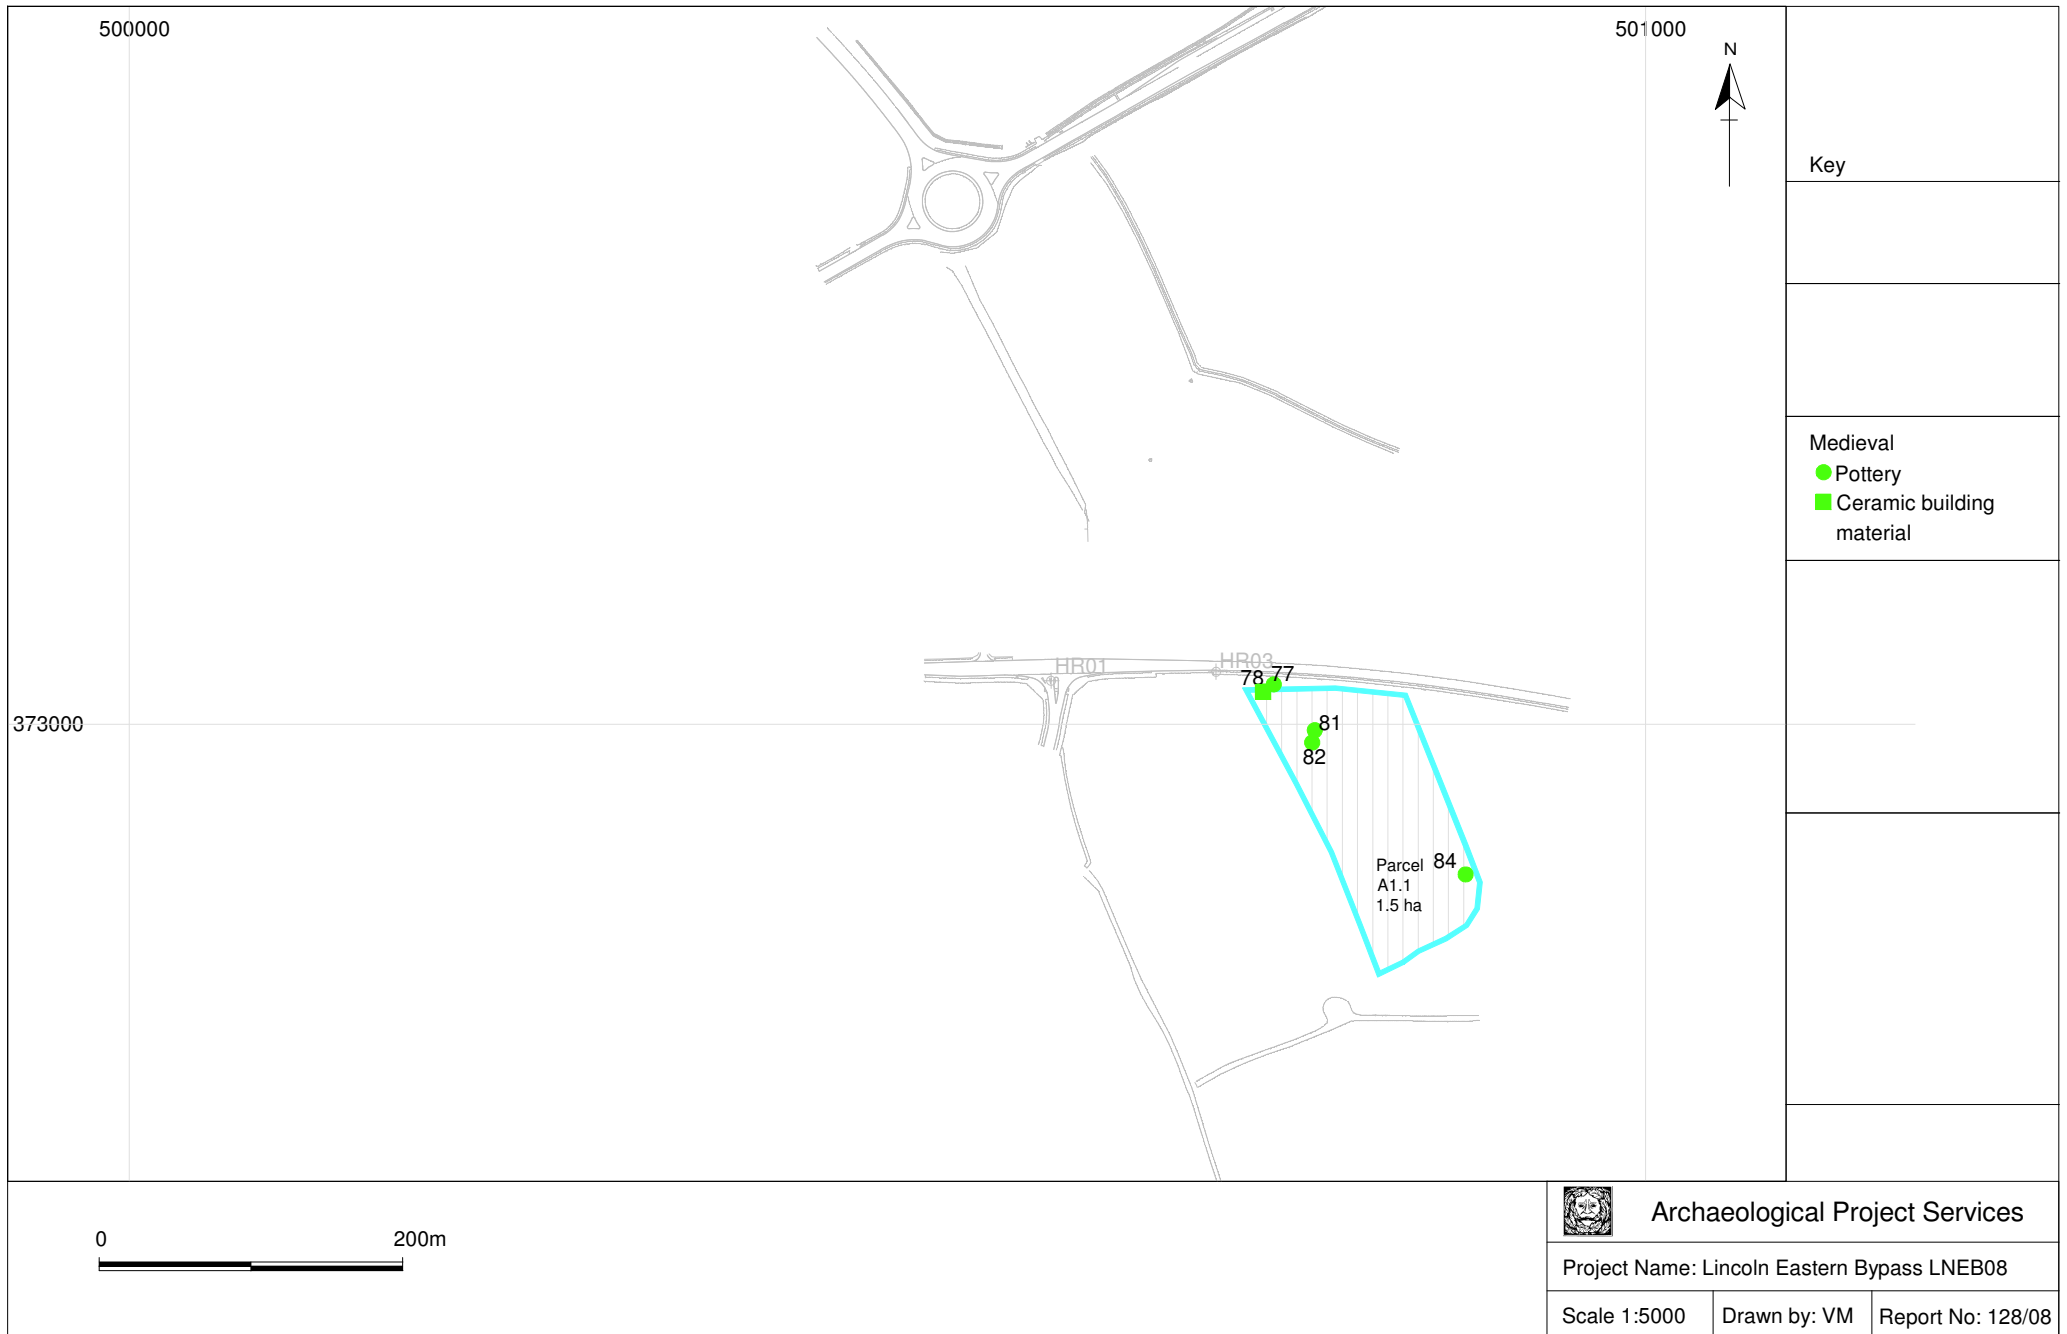 500000
501000
N
Key
Medieval
Pottery
Ceramic building
material
HR01
HR03
78
77
373000
81
82
Parcel
A1.1
1.5 ha
84
0
200m
Archaeological Project Services
Project Name: Lincoln Eastern Bypass LNEB08
Scale 1:5000
Drawn by: VM
Report No: 128/08